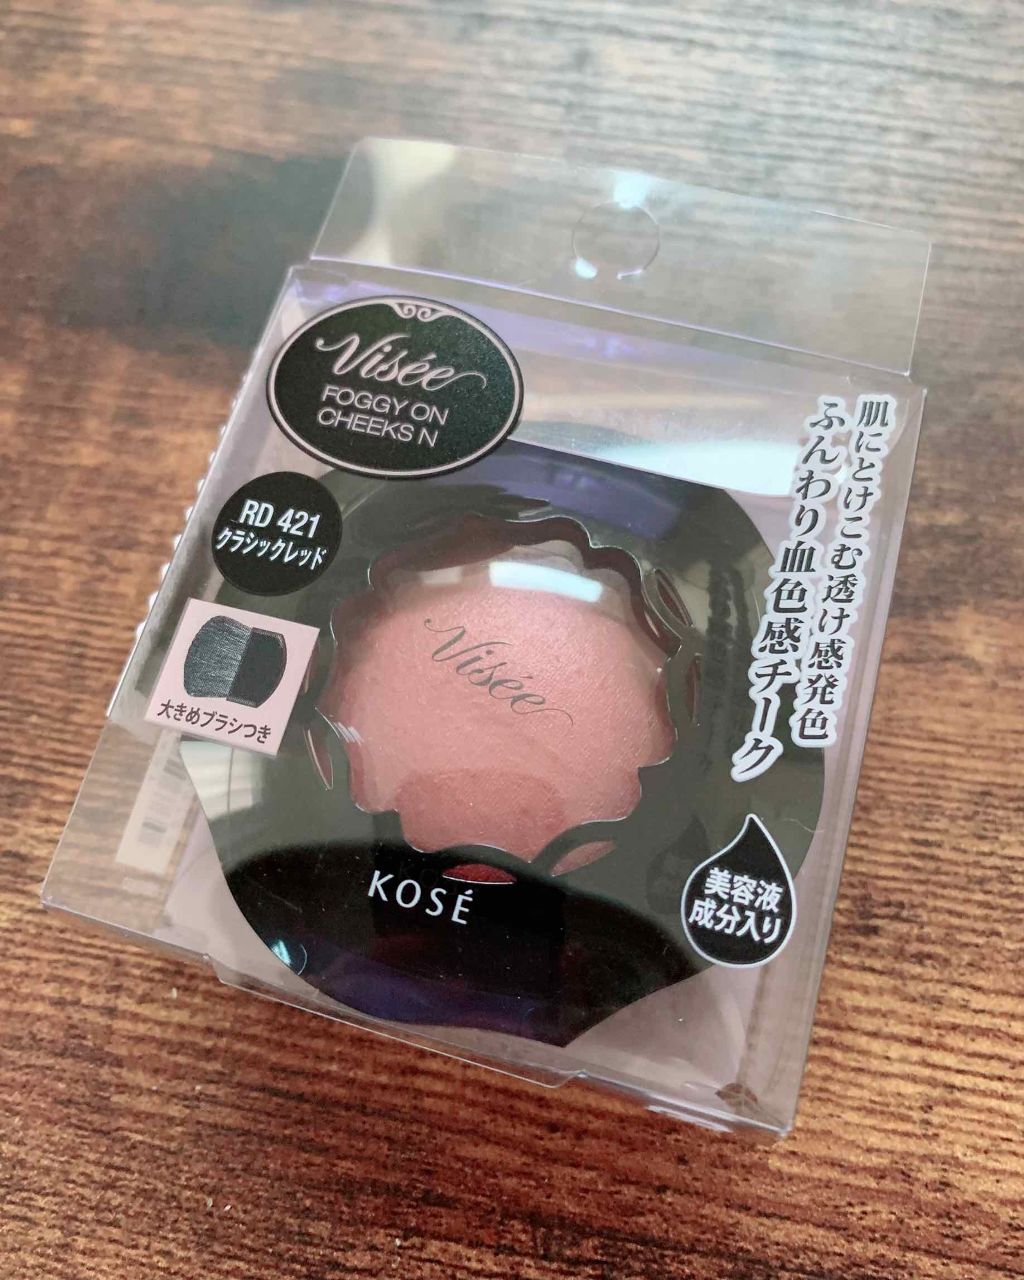 Visée
FOGGY ON
CHEEKS N
RD 421
クラシックレッド
大きめブラシつき
肌にとけこむ透け感発色
ふんわり血色感チーク
Visée
KOSÉ
美容液
成分入り